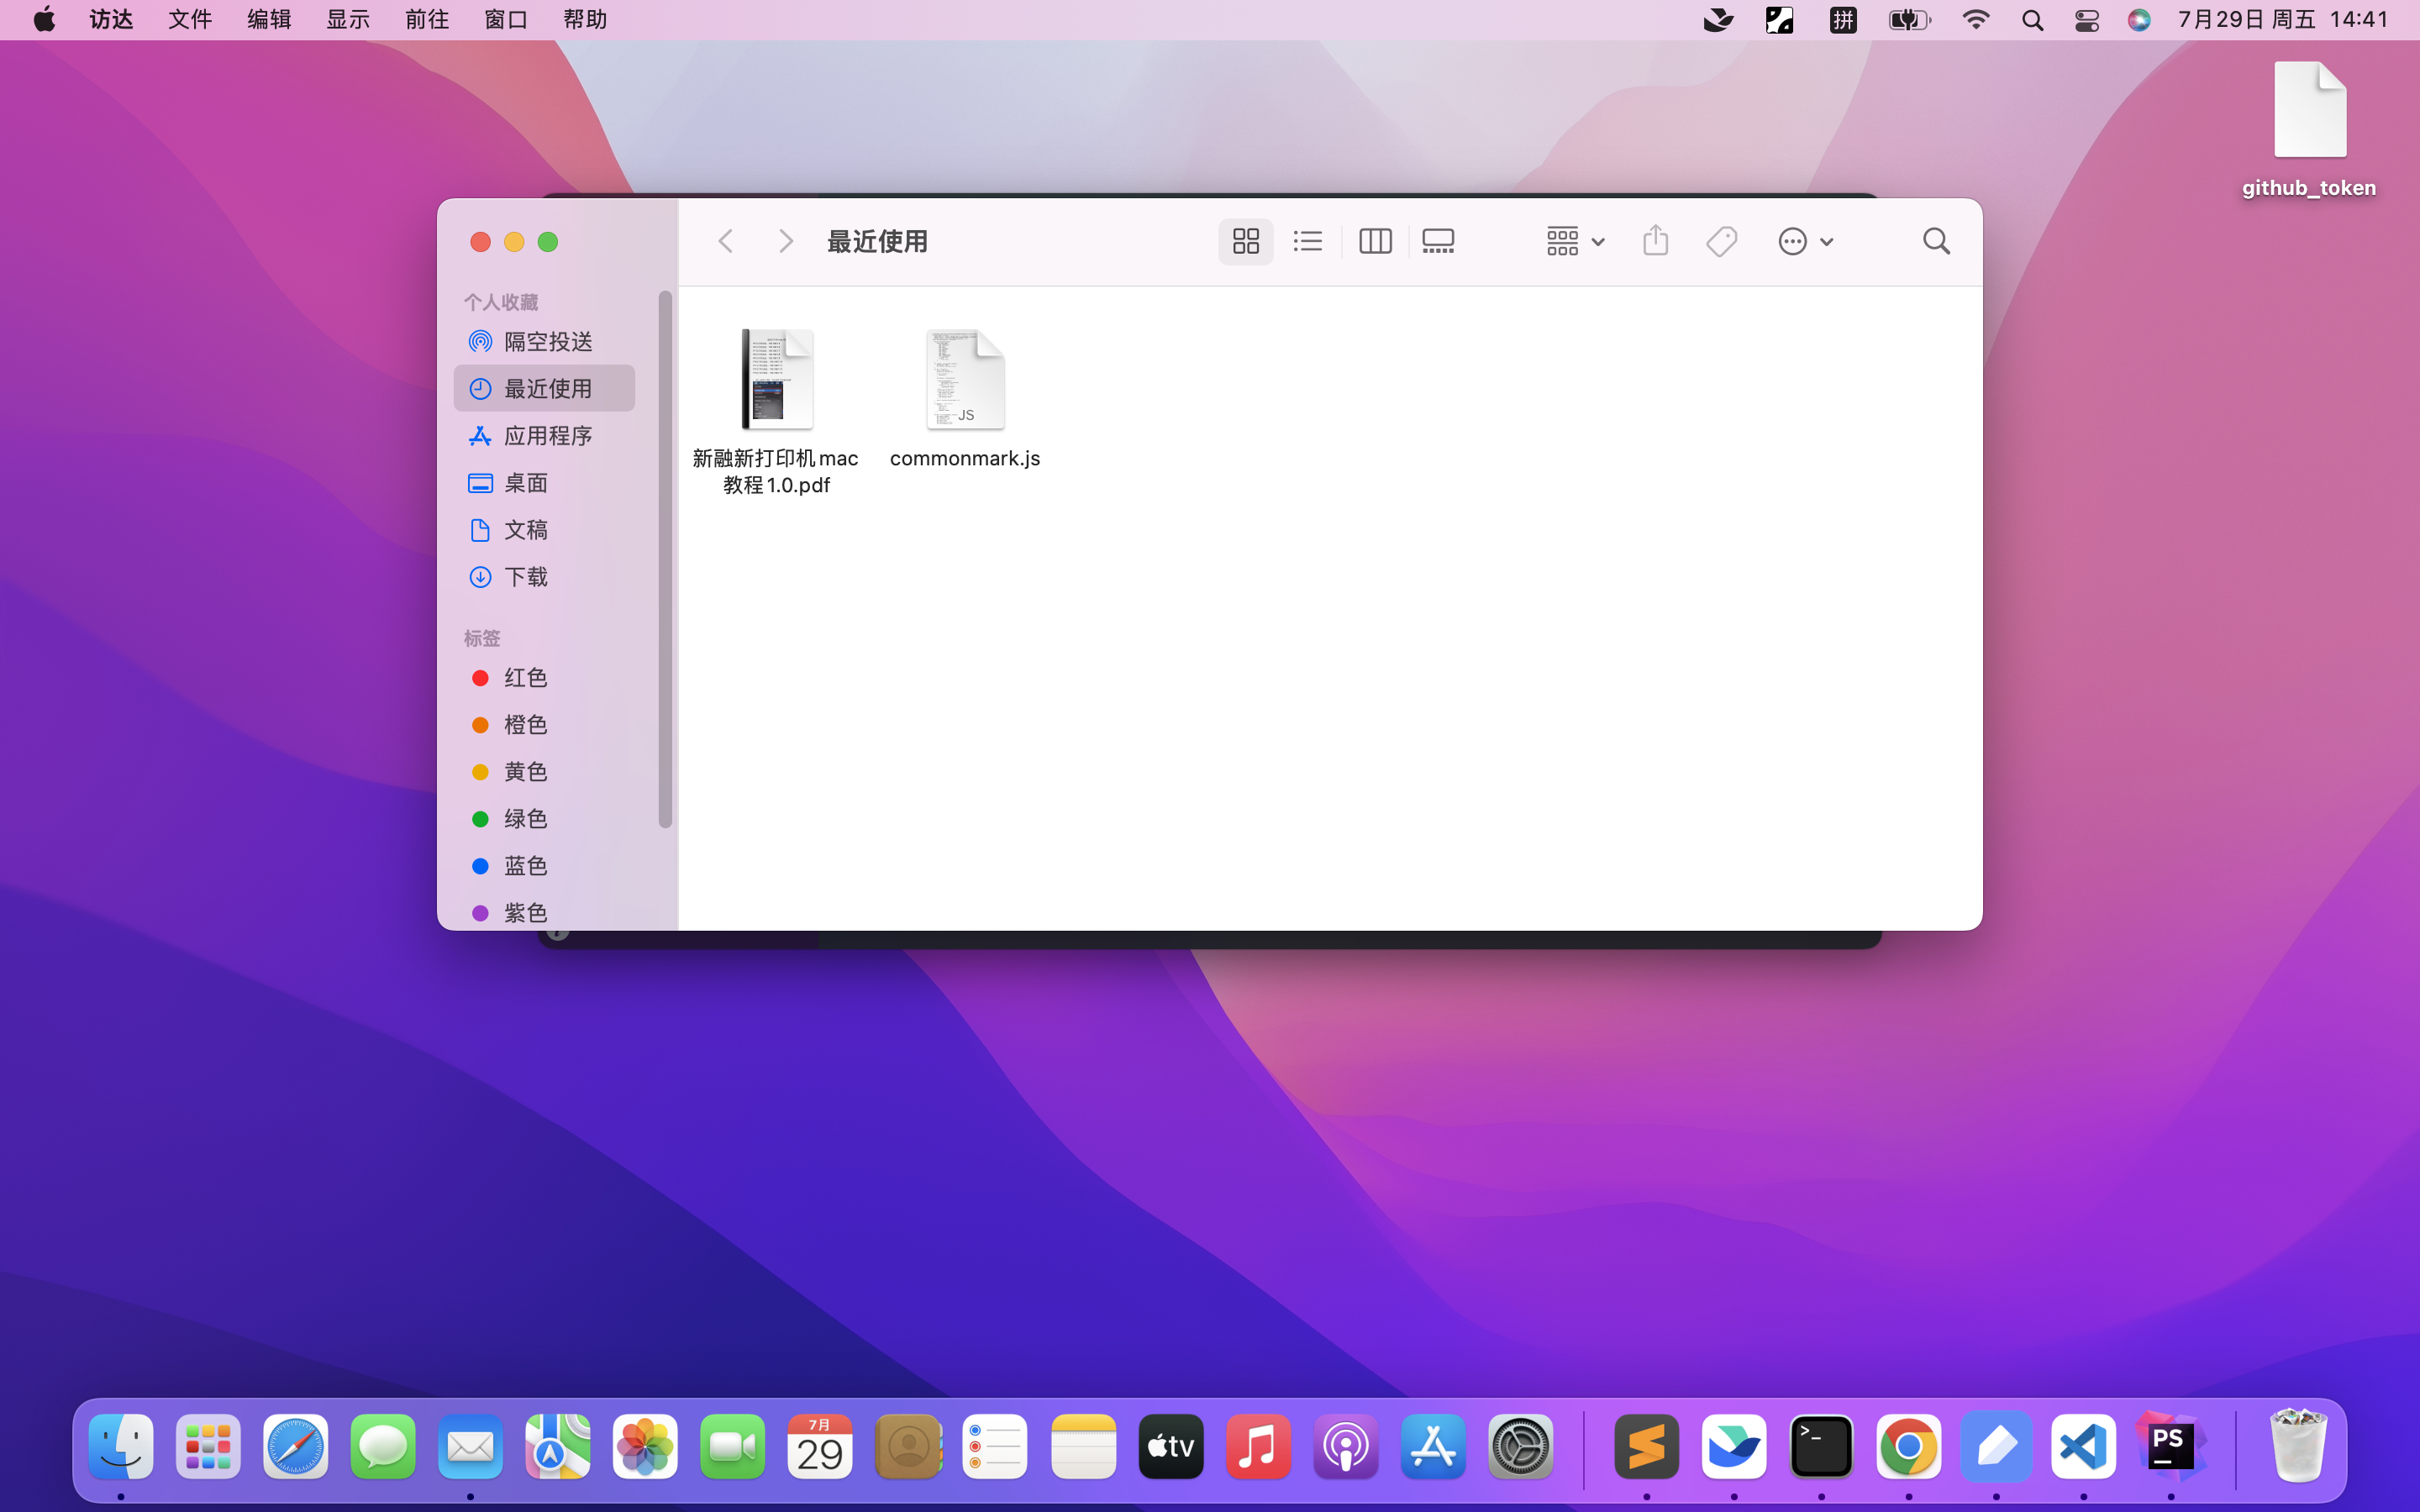 访达 文件 编辑 显示 前往 窗口 帮助 拼 7月29日 周五 14:41
github_token
最近使用
个人收藏
隔空投送
最近使用
应用程序
桌面
文稿
下载
标签
红色
橙色
黄色
绿色
蓝色
紫色
JS
新融新打印机 mac
教程 1.0.pdf
commonmark.js
7月
29
tv
>_
PS